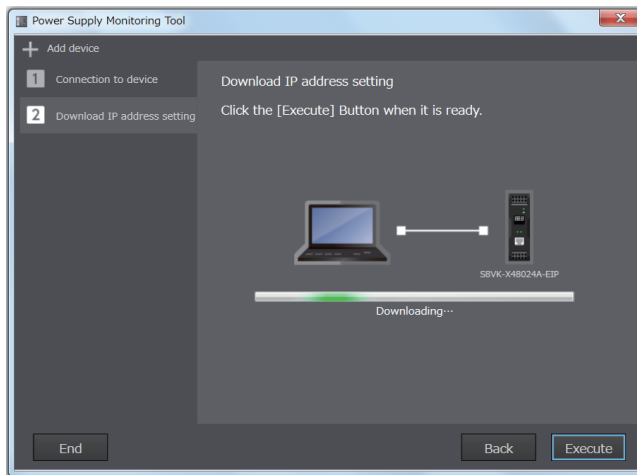 Power Supply Monitoring Tool
Add device
1 Connection to device
2 Download IP address setting
Download IP address setting
Click the [Execute] Button when it is ready.
S8VK-X48024A-EIP
Downloading···
End
Back
Execute